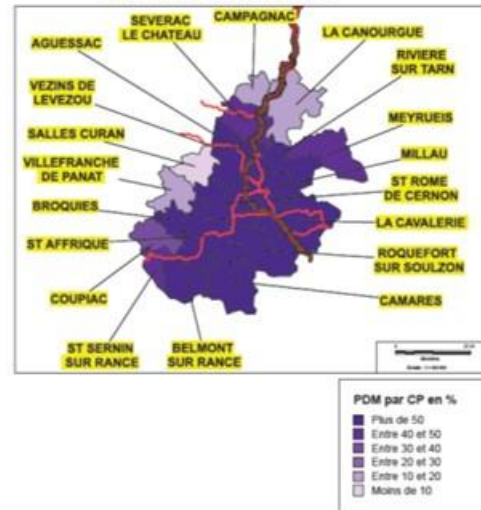 SEVERAC
LE CHATEAU
CAMPAGNAC
LA CANOURGUE
AGUESSAC
RIVIERE
SUR TARN
VEZINS DE
LEVEZOU
MEYRUEIS
SALLES CURAN
MILLAU
VILLEFRANCHE
DE PANAT
ST ROME
DE CERNON
BROQUIES
LA CAVALERIE
ST AFFRIQUE
ROQUEFORT
SUR SOULZON
COUPIAC
CAMARES
ST SERNIN
SUR RANCE
BELMONT
SUR RANCE
PDM par CP en %
Plus de 50
Entre 40 et 50
Entre 30 et 40
Entre 20 et 30
Entre 10 et 20
Moins de 10